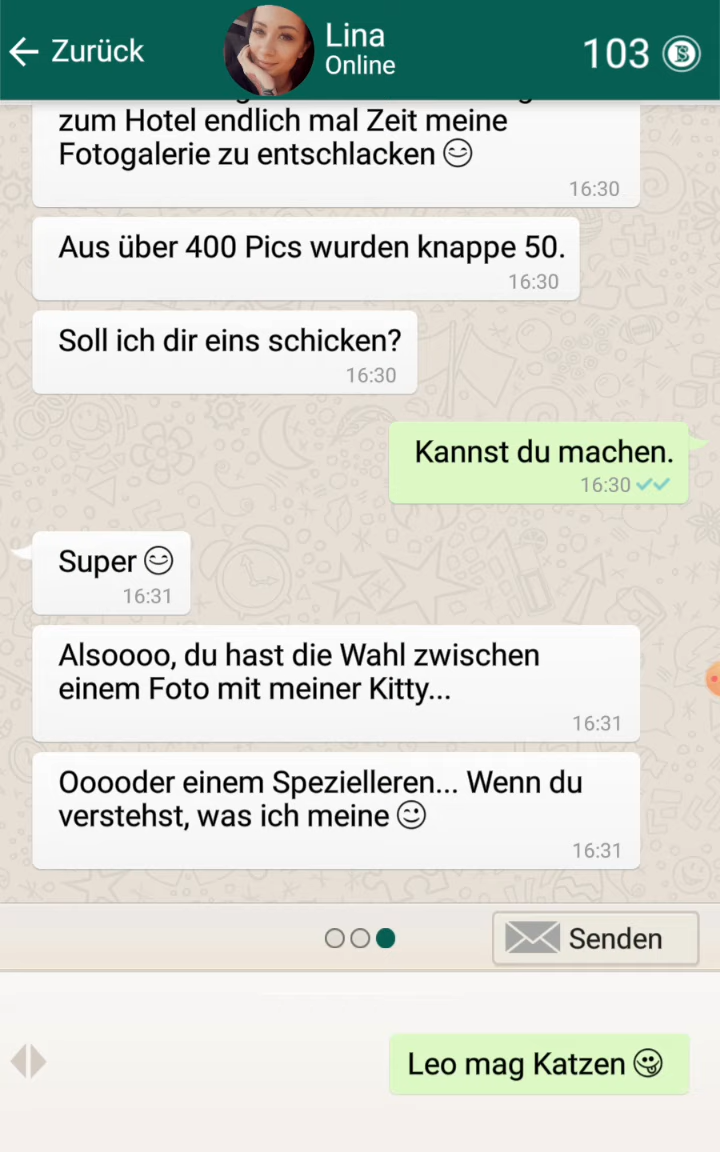 Zurück
Lina
Online
103
zum Hotel endlich mal Zeit meine
Fotogalerie zu entschlacken 😊
16:30
Aus über 400 Pics wurden knappe 50.
16:30
Soll ich dir eins schicken?
16:30
Kannst du machen.
16:30
Super 😊
16:31
Alsoooo, du hast die Wahl zwischen
einem Foto mit meiner Kitty...
16:31
Ooooder einem Spezielleren... Wenn du
verstehst, was ich meine 😉
16:31
Senden
Leo mag Katzen 😜